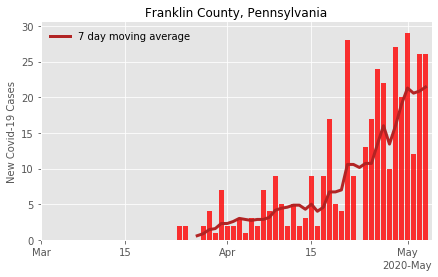 Franklin County, Pennsylvania
7 day moving average
New Covid-19 Cases
30
25
20
15
10
5
0
Mar
15
Apr
15
May
2020-May